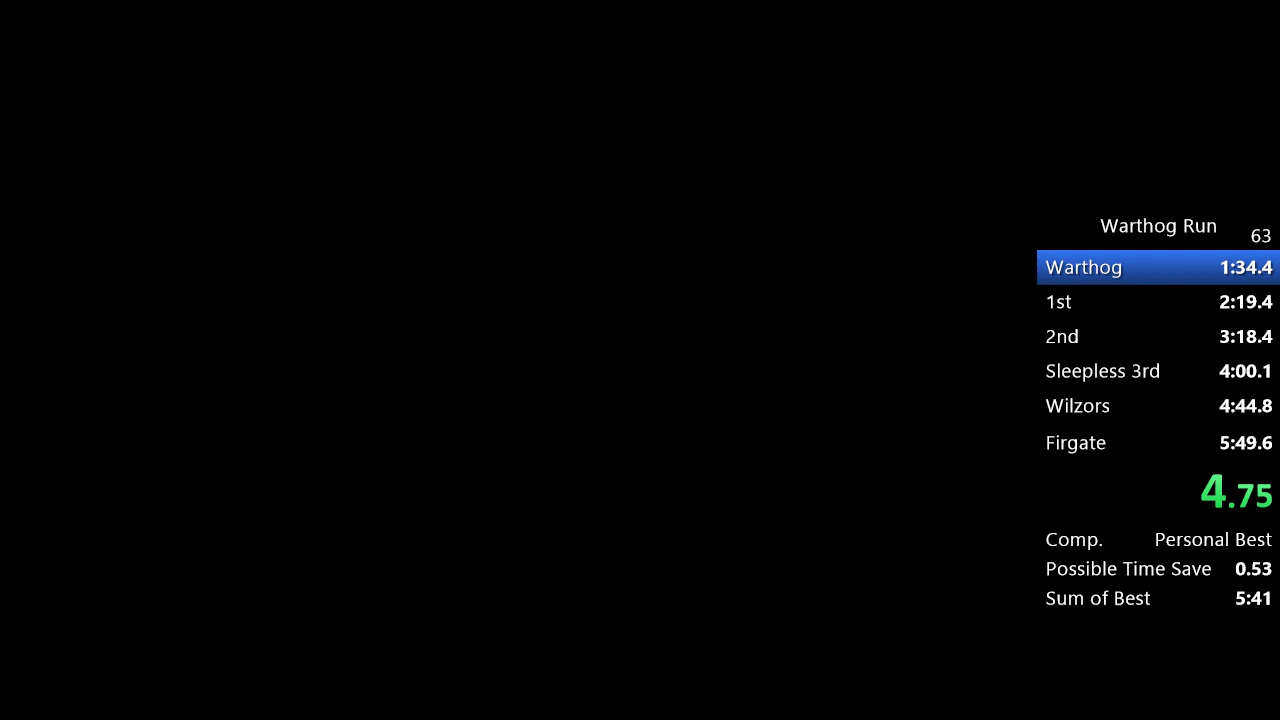 Warthog Run
63
Warthog 1:34.4
1st 2:19.4
2nd 3:18.4
Sleepless 3rd 4:00.1
Wilzors 4:44.8
Firgate 5:49.6
4.75
Comp. Personal Best
Possible Time Save 0.53
Sum of Best 5:41